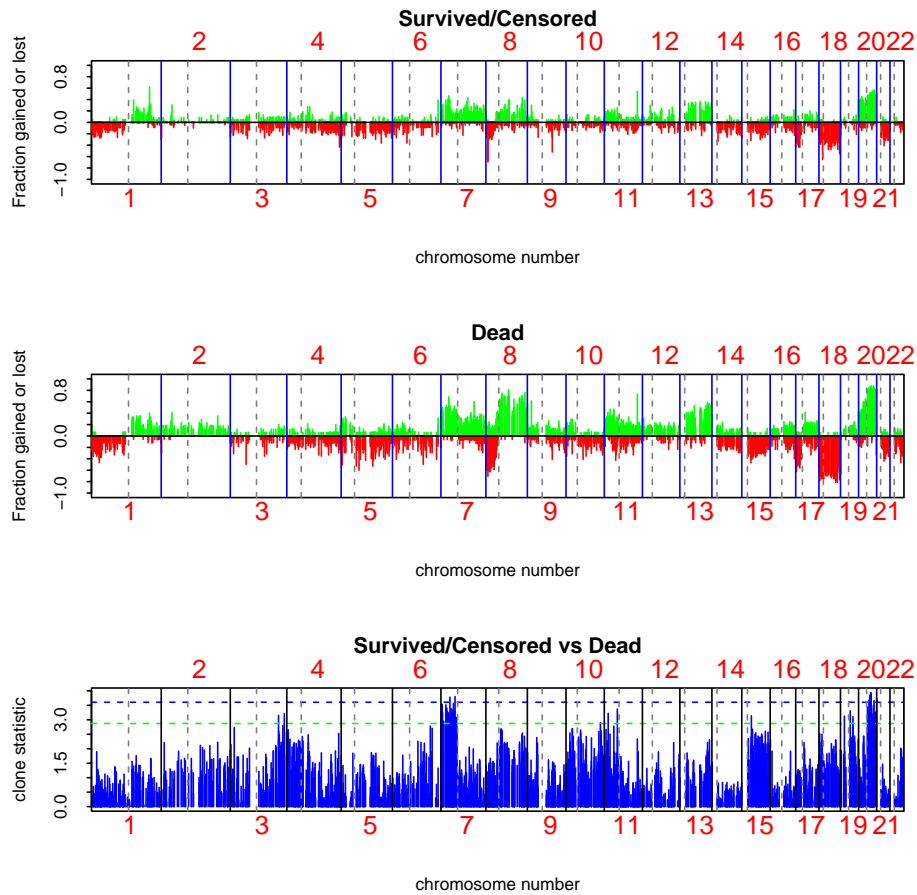 Survived/Censored
2 4 6 8 10 12 14 16 18 20 22
Fraction gained or lost
0.8
0.0
−1.0
1 3 5 7 9 11 13 15 17 19 21
chromosome number
Dead
2 4 6 8 10 12 14 16 18 20 22
Fraction gained or lost
0.8
0.0
−1.0
1 3 5 7 9 11 13 15 17 19 21
chromosome number
Survived/Censored vs Dead
2 4 6 8 10 12 14 16 18 20 22
clone statistic
3.0
1.5
0.0
1 3 5 7 9 11 13 15 17 19 21
chromosome number